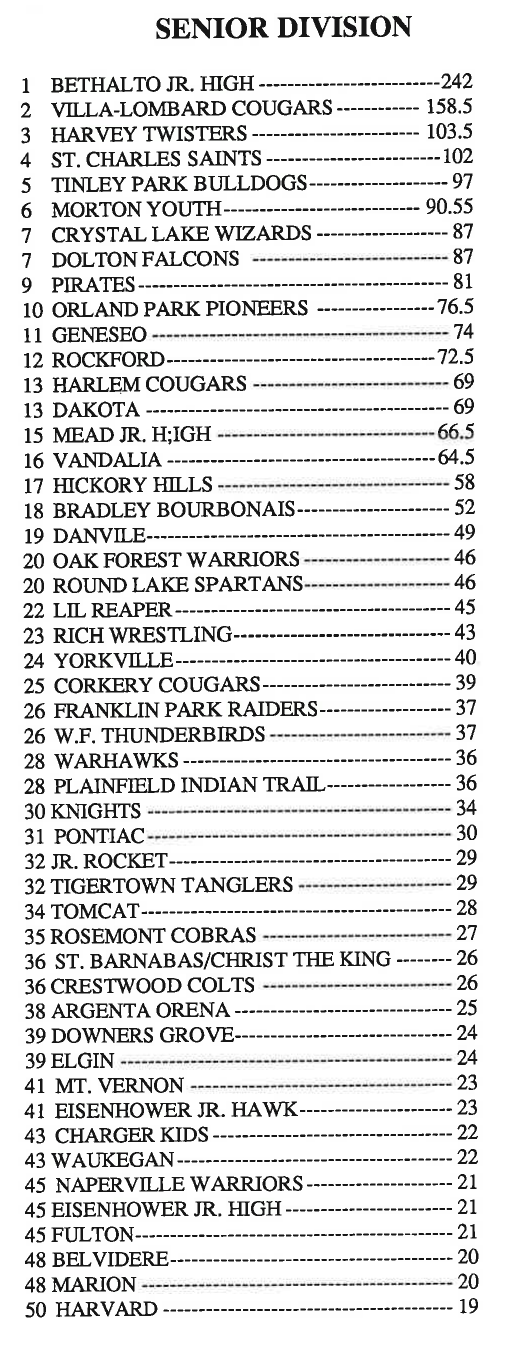 SENIOR DIVISION
1 BETHALTO JR. HIGH ---------------------------242
2 VILLA-LOMBARD COUGARS ------------ 158.5
3 HARVEY TWISTERS ------------------------ 103.5
4 ST. CHARLES SAINTS -------------------------102
5 TINLEY PARK BULLDOGS-------------------- 97
6 MORTON YOUTH---------------------------- 90.55
7 CRYSTAL LAKE WIZARDS ------------------- 87
7 DOLTON FALCONS ---------------------------- 87
9 PIRATES-------------------------------------------- 81
10 ORLAND PARK PIONEERS -----------------76.5
11 GENESEO ------------------------------------------ 74
12 ROCKFORD---------------------------------------72.5
13 HARLEM COUGARS ---------------------------- 69
13 DAKOTA ------------------------------------------- 69
15 MEAD JR. H;IGH --------------------------------66.5
16 VANDALIA ---------------------------------------64.5
17 HICKORY HILLS --------------------------------- 58
18 BRADLEY BOURBONAIS---------------------- 52
19 DANVILE------------------------------------------- 49
20 OAK FOREST WARRIORS --------------------- 46
20 ROUND LAKE SPARTANS--------------------- 46
22 LIL REAPER--------------------------------------- 45
23 RICH WRESTLING------------------------------- 43
24 YORKVILLE--------------------------------------- 40
25 CORKERY COUGARS--------------------------- 39
26 FRANKLIN PARK RAIDERS------------------- 37
26 W.F. THUNDERBIRDS -------------------------- 37
28 WARHAWKS -------------------------------------- 36
28 PLAINFIELD INDIAN TRAIL------------------ 36
30 KNIGHTS ------------------------------------------- 34
31 PONTIAC------------------------------------------- 30
32 JR. ROCKET---------------------------------------- 29
32 TIGERTOWN TANGLERS ---------------------- 29
34 TOMCAT-------------------------------------------- 28
35 ROSEMONT COBRAS --------------------------- 27
36 ST. BARNABAS/CHRIST THE KING -------- 26
36 CRESTWOOD COLTS --------------------------- 26
38 ARGENTA ORENA ------------------------------- 25
39 DOWNERS GROVE------------------------------- 24
39 ELGIN ----------------------------------------------- 24
41 MT. VERNON ------------------------------------- 23
41 EISENHOWER JR. HAWK---------------------- 23
43 CHARGER KIDS ---------------------------------- 22
43 WAUKEGAN--------------------------------------- 22
45 NAPERVILLE WARRIORS --------------------- 21
45 EISENHOWER JR. HIGH ------------------------ 21
45 FULTON--------------------------------------------- 21
48 BELVIDERE---------------------------------------- 20
48 MARION -------------------------------------------- 20
50 HARVARD ----------------------------------------- 19